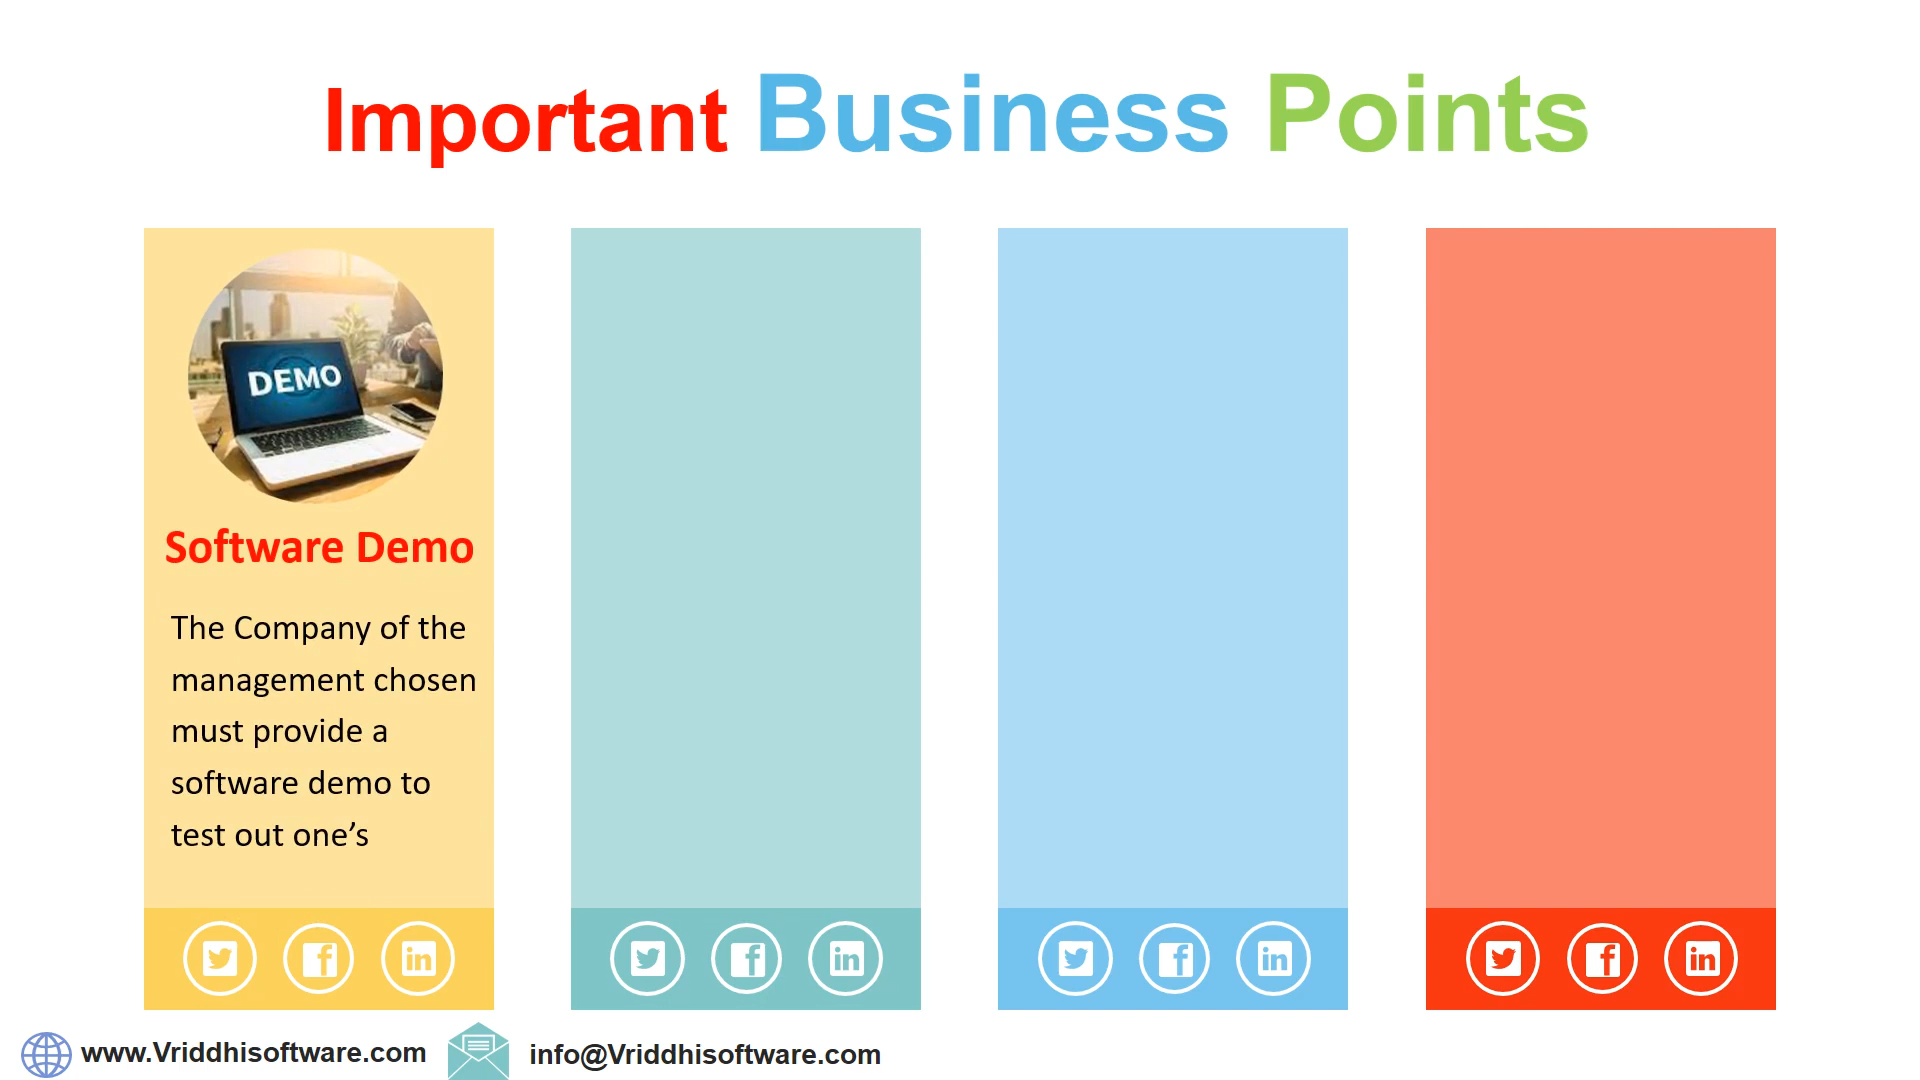 Important Business Points
DEMO
Software Demo
The Company of the
management chosen
must provide a
software demo to
test out one’s
www.Vriddhisoftware.com
info@Vriddhisoftware.com